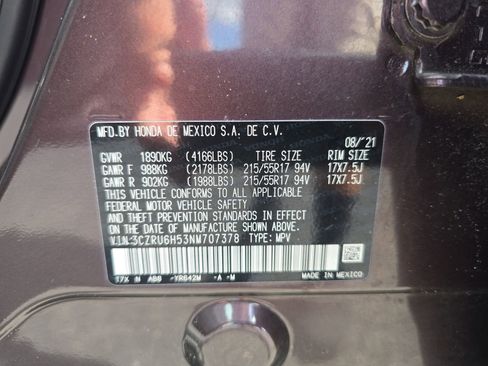 MFD.BY HONDA DE MEXICO S.A. DE C.V.
08/'21
GVWR 1890KG (4166LBS) TIRE SIZE RIM SIZE
GAWR F 988KG (2178LBS) 215/55R17 94V 17X7.5J
GAWR R 902KG (1988LBS) 215/55R17 94V 17X7.5J
THIS VEHICLE CONFORMS TO ALL APPLICABLE
FEDERAL MOTOR VEHICLE SAFETY, BUMPER,
AND THEFT PREVENTION STANDARDS IN EFFECT
ON THE DATE OF MANUFACTURE SHOWN ABOVE.
V.I.N:3CZRU6H53NM707378 TYPE: MPV
YR642M -A -M
MADE IN MEXICO